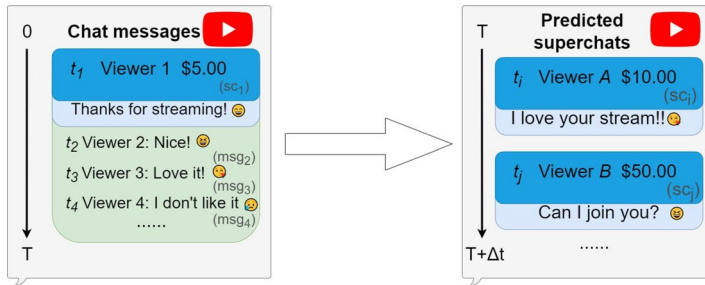 0
Chat messages
t1 Viewer 1 $5.00
(sc1)
Thanks for streaming! 😄
t2 Viewer 2: Nice! 😆
(msg2)
t3 Viewer 3: Love it! 😘
(msg3)
t4 Viewer 4: I don't like it 😥
(msg4)
......
T
T
Predicted
superchats
ti Viewer A $10.00
(sci)
I love your stream!!😘
tj Viewer B $50.00
(scj)
Can I join you? 😆
......
T+Δt